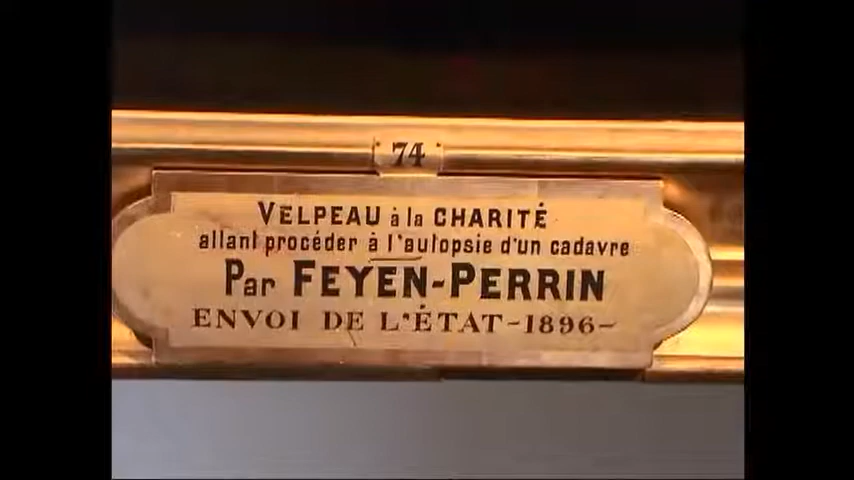 74
VELPEAU à la CHARITÉ
allant procéder à l'autopsie d'un cadavre
Par FEYEN-PERRIN
ENVOI DE L'ÉTAT-1896-